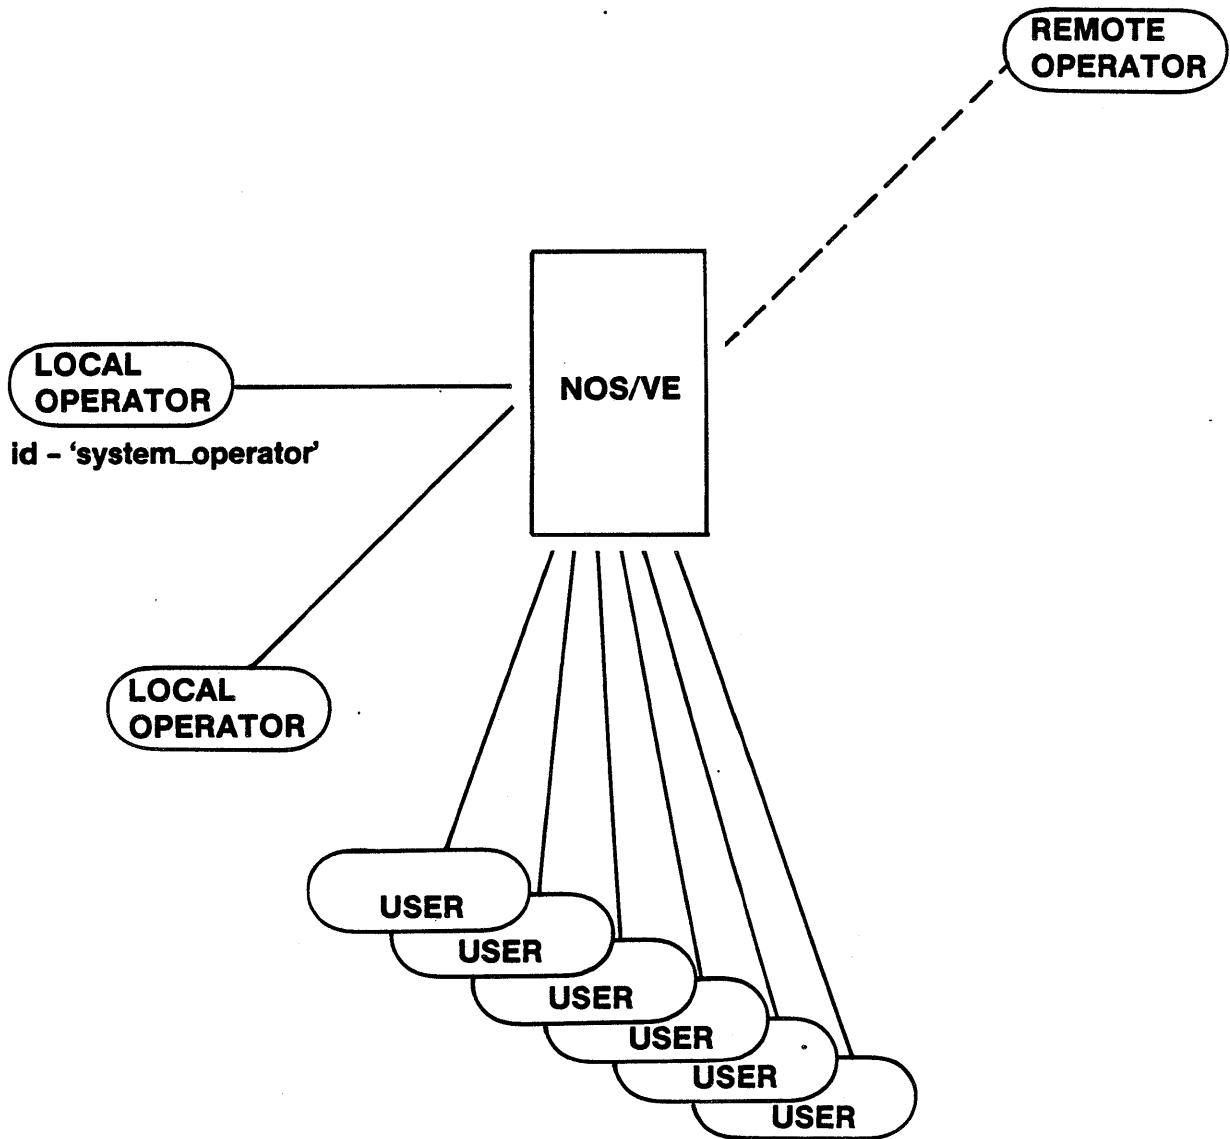 REMOTE
OPERATOR
LOCAL
OPERATOR
id – ‘system_operator’
NOS/VE
LOCAL
OPERATOR
USER
USER
USER
USER
USER
USER